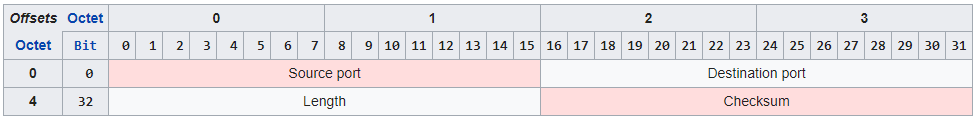 Offsets Octet 0 1 2 3
Octet Bit 0 1 2 3 4 5 6 7 8 9 10 11 12 13 14 15 16 17 18 19 20 21 22 23 24 25 26 27 28 29 30 31
0 0 Source port Destination port
4 32 Length Checksum